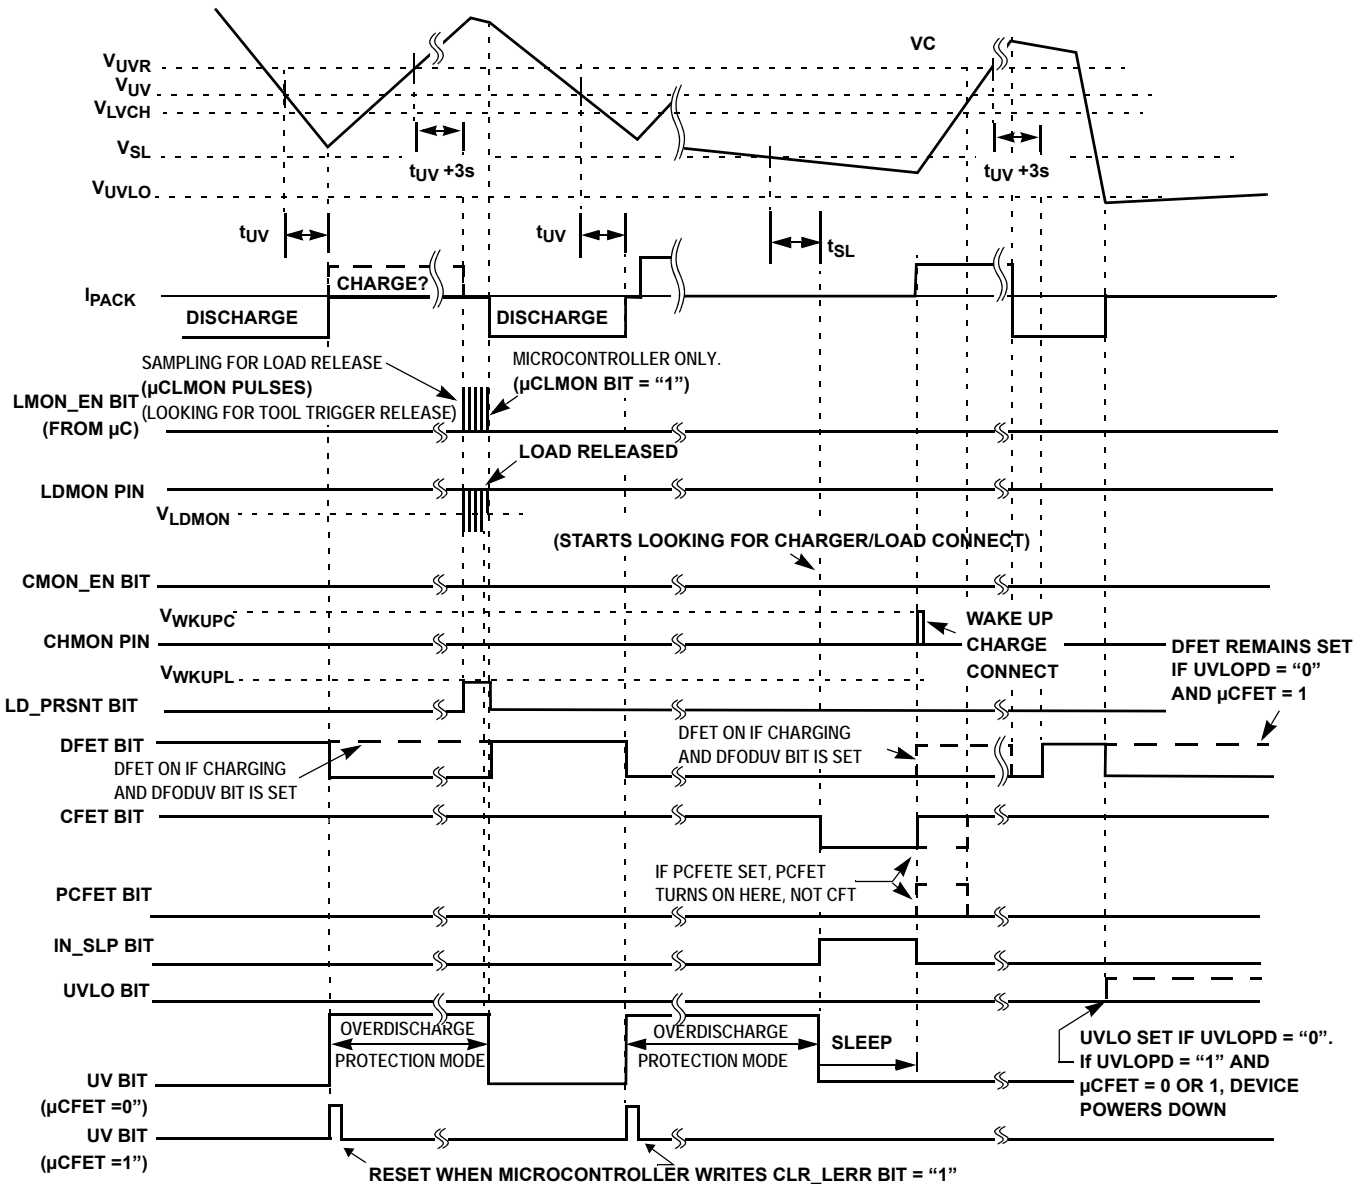 VC
VUVR
VUV
VLVCH
VSL
VUVLO
tUV +3s
tUV +3s
tUV
tUV
tSL
IPACK
CHARGE?
DISCHARGE
DISCHARGE
SAMPLING FOR LOAD RELEASE
(µCLMON PULSES)
(LOOKING FOR TOOL TRIGGER RELEASE)
MICROCONTROLLER ONLY.
(µCLMON BIT = “1”)
LMON_EN BIT
(FROM µC)
LOAD RELEASED
LDMON PIN
VLDMON
(STARTS LOOKING FOR CHARGER/LOAD CONNECT)
CMON_EN BIT
VWKUPC
CHMON PIN
WAKE UP
CHARGE
CONNECT
VWKUPL
LD_PRSNT BIT
DFET REMAINS SET
IF UVLOPD = “0”
AND µCFET = 1
DFET BIT
DFET ON IF CHARGING
AND DFODUV BIT IS SET
DFET ON IF CHARGING
AND DFODUV BIT IS SET
CFET BIT
IF PCFETE SET, PCFET
TURNS ON HERE, NOT CFT
PCFET BIT
IN_SLP BIT
UVLO BIT
OVERDISCHARGE
PROTECTION MODE
OVERDISCHARGE
PROTECTION MODE
SLEEP
UVLO SET IF UVLOPD = “0”.
If UVLOPD = “1” AND
µCFET = 0 OR 1, DEVICE
POWERS DOWN
UV BIT
(µCFET =0”)
UV BIT
(µCFET =1”)
RESET WHEN MICROCONTROLLER WRITES CLR_LERR BIT = “1”